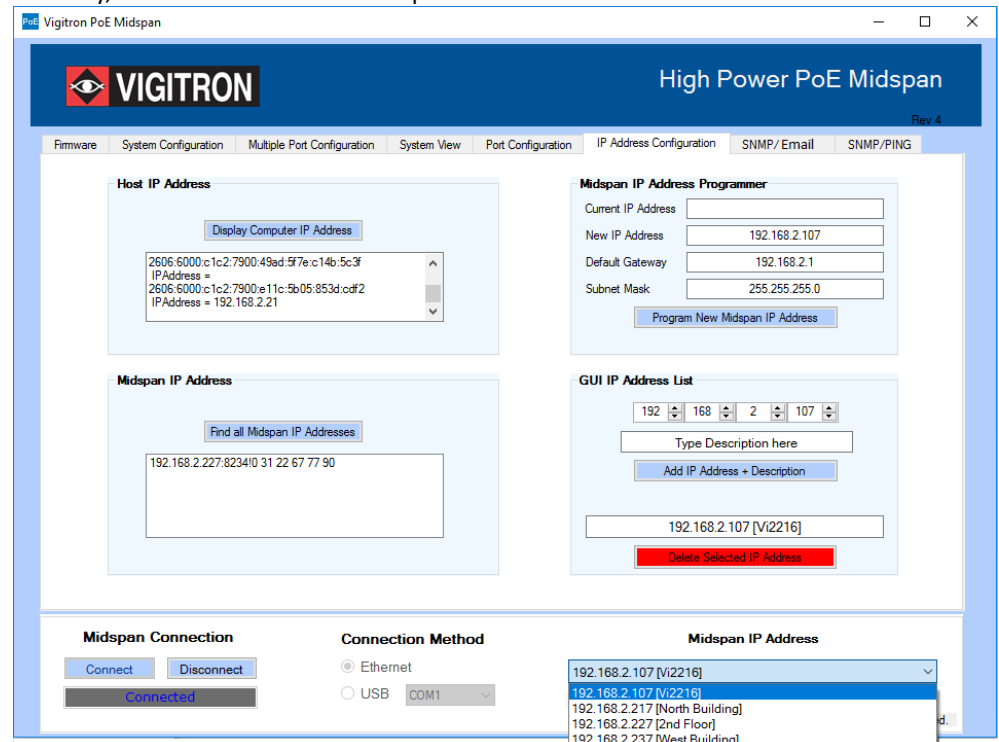 PoE Vigitron PoE Midspan
VIGITRON
High Power PoE Midspan
Rev 4
Firmware System Configuration Multiple Port Configuration System View Port Configuration IP Address Configuration SNMP/Email SNMP/PING
Host IP Address
Display Computer IP Address
2606:6000:c1c2:7900:49ad:5f7e:c14b:5c3f
IPAddress =
2606:6000:c1c2:7900:e11c:5b05:853d:cdf2
IPAddress = 192.168.2.21
Midspan IP Address Programmer
Current IP Address
New IP Address 192.168.2.107
Default Gateway 192.168.2.1
Subnet Mask 255.255.255.0
Program New Midspan IP Address
Midspan IP Address
Find all Midspan IP Addresses
192.168.2.227:8234!0 31 22 67 77 90
GUI IP Address List
192 168 2 107
Type Description here
Add IP Address + Description
192.168.2.107 [Vi2216]
Delete Selected IP Address
Midspan Connection
Connect Disconnect
Connected
Connection Method
Ethernet
USB COM1
Midspan IP Address
192.168.2.107 [Vi2216]
192.168.2.107 [Vi2216]
192.168.2.217 [North Building]
192.168.2.227 [2nd Floor]
192.168.2.237 [West Building]